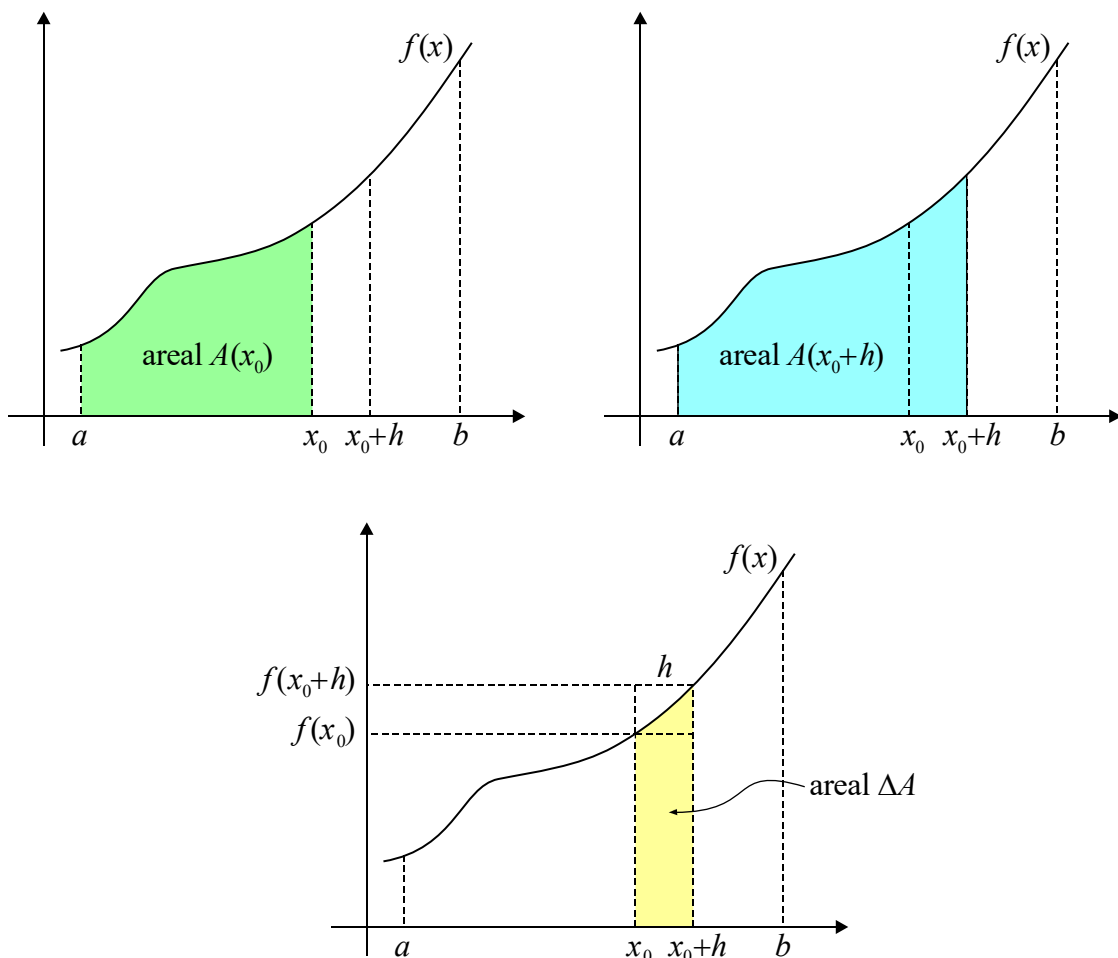 f(x)
areal A(x₀)
a x₀ x₀+h b
f(x)
areal A(x₀+h)
a x₀ x₀+h b
f(x)
h
f(x₀+h)
f(x₀)
areal ΔA
a x₀ x₀+h b